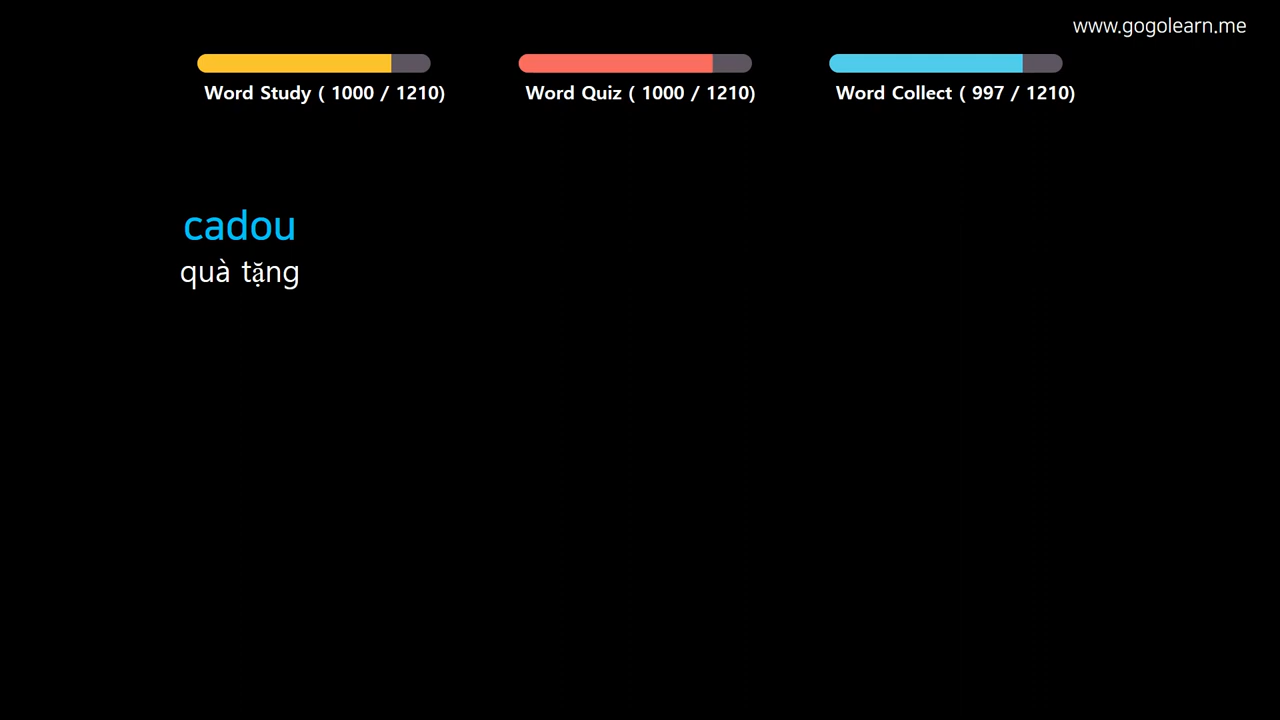 www.gogolearn.me
Word Study ( 1000 / 1210)
Word Quiz ( 1000 / 1210)
Word Collect ( 997 / 1210)
cadou
quà tặng